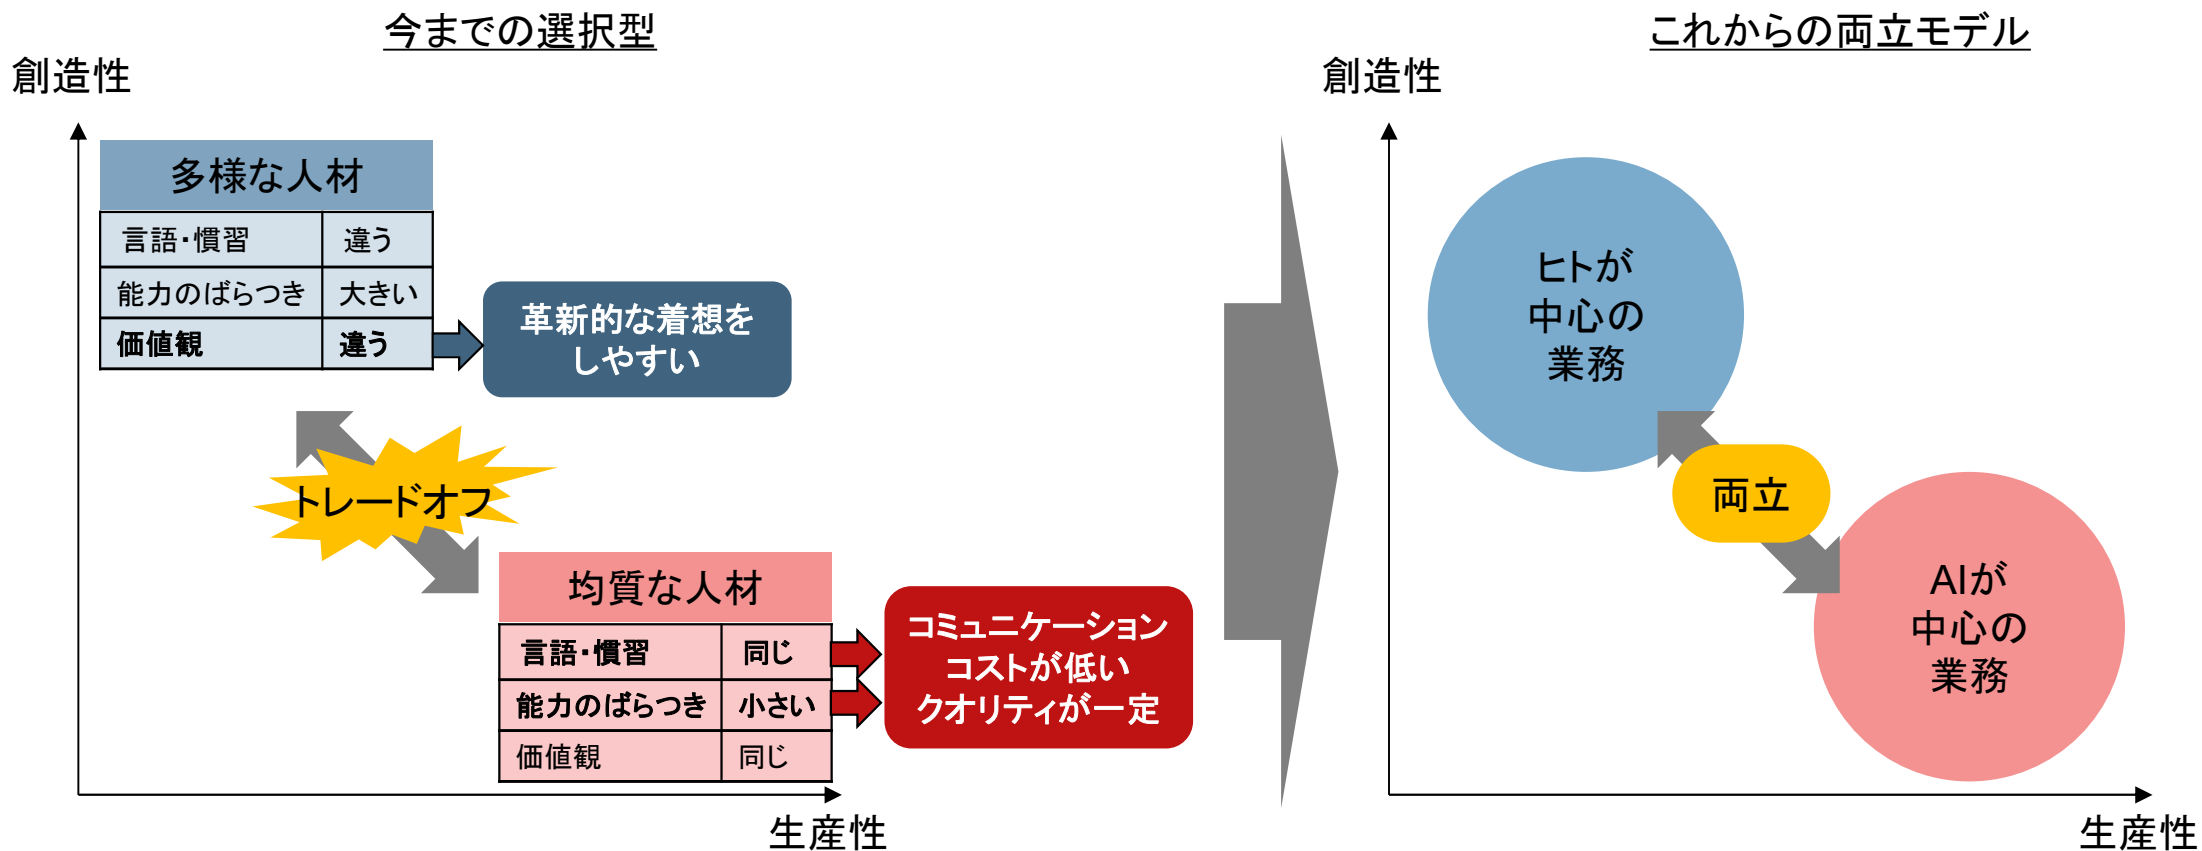 今までの選択型
創造性
多様な人材
言語・慣習 違う
能力のばらつき 大きい
価値観 違う
革新的な着想を
しやすい
トレードオフ
均質な人材
言語・慣習 同じ
能力のばらつき 小さい
価値観 同じ
コミュニケーション
コストが低い
クオリティが一定
生産性
これからの両立モデル
創造性
ヒトが
中心の
業務
両立
AIが
中心の
業務
生産性